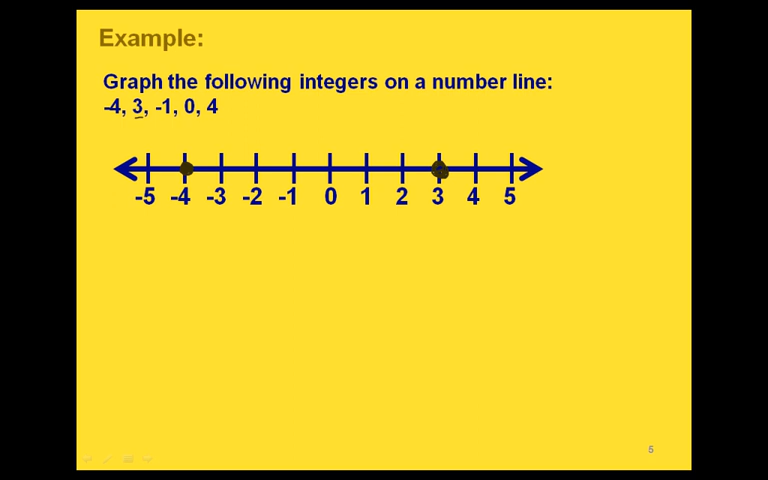 Example:
Graph the following integers on a number line:
-4, 3, -1, 0, 4
-5 -4 -3 -2 -1 0 1 2 3 4 5
5